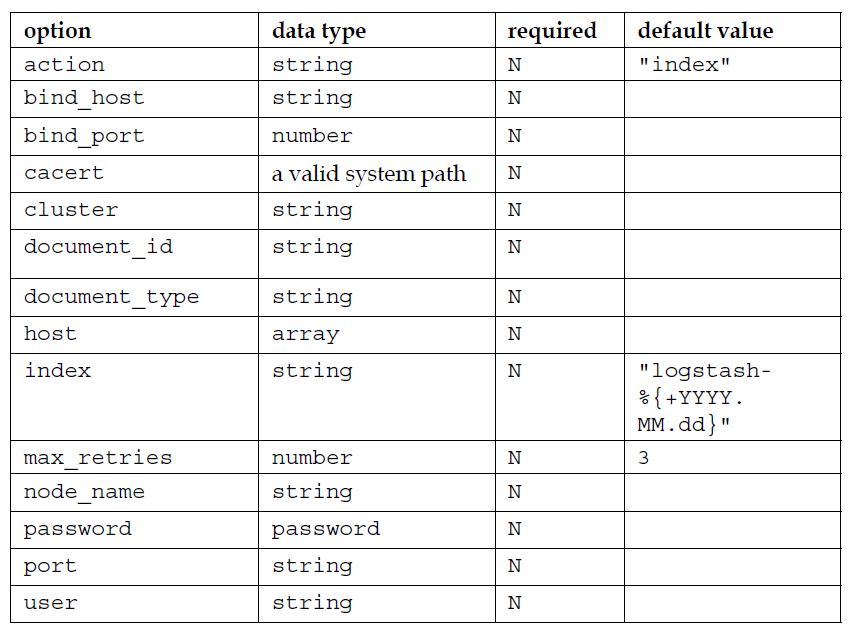 option data type required default value
action string N "index"
bind_host string N
bind_port number N
cacert a valid system path N
cluster string N
document_id string N
document_type string N
host array N
index string N "logstash-
%{+YYYY.
MM.dd}"
max_retries number N 3
node_name string N
password password N
port string N
user string N